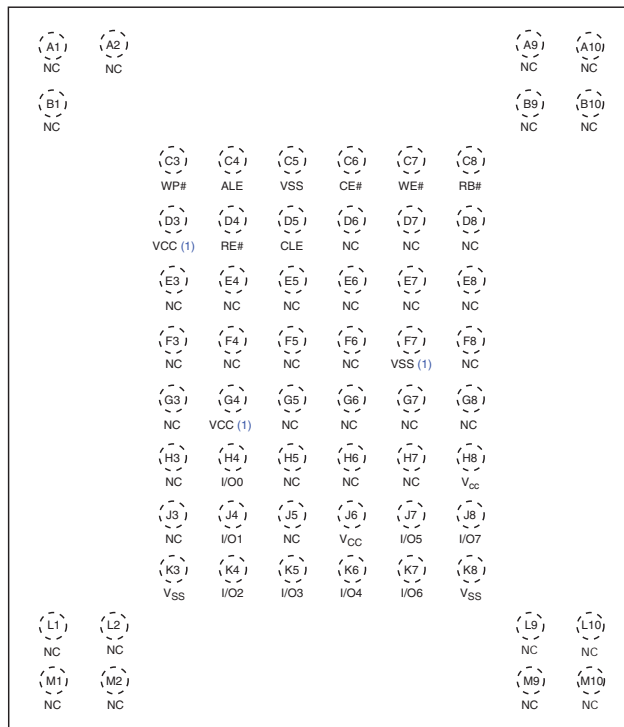 A1 A2 A9 A10
NC NC NC NC
B1 B9 B10
NC NC NC
C3 C4 C5 C6 C7 C8
WP# ALE VSS CE# WE# RB#
D3 D4 D5 D6 D7 D8
VCC (1) RE# CLE NC NC NC
E3 E4 E5 E6 E7 E8
NC NC NC NC NC NC
F3 F4 F5 F6 F7 F8
NC NC NC NC VSS (1) NC
G3 G4 G5 G6 G7 G8
NC VCC (1) NC NC NC NC
H3 H4 H5 H6 H7 H8
NC I/O0 NC NC NC Vcc
J3 J4 J5 J6 J7 J8
NC I/O1 NC VCC I/O5 I/O7
K3 K4 K5 K6 K7 K8
VSS I/O2 I/O3 I/O4 I/O6 VSS
L1 L2 L9 L10
NC NC NC NC
M1 M2 M9 M10
NC NC NC NC